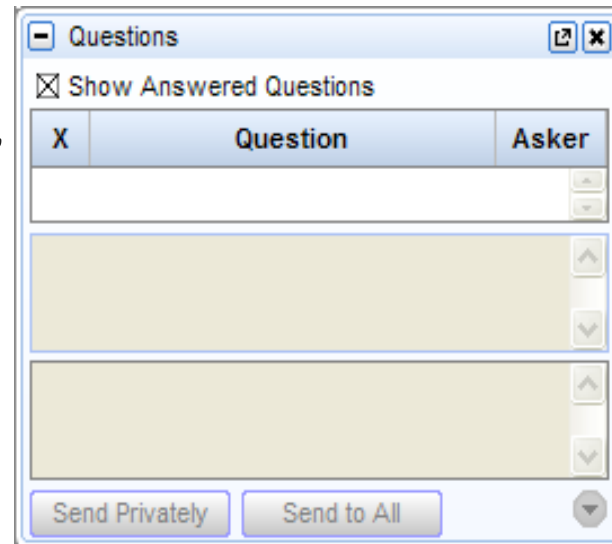 Questions
Show Answered Questions
X Question Asker
Send Privately Send to All